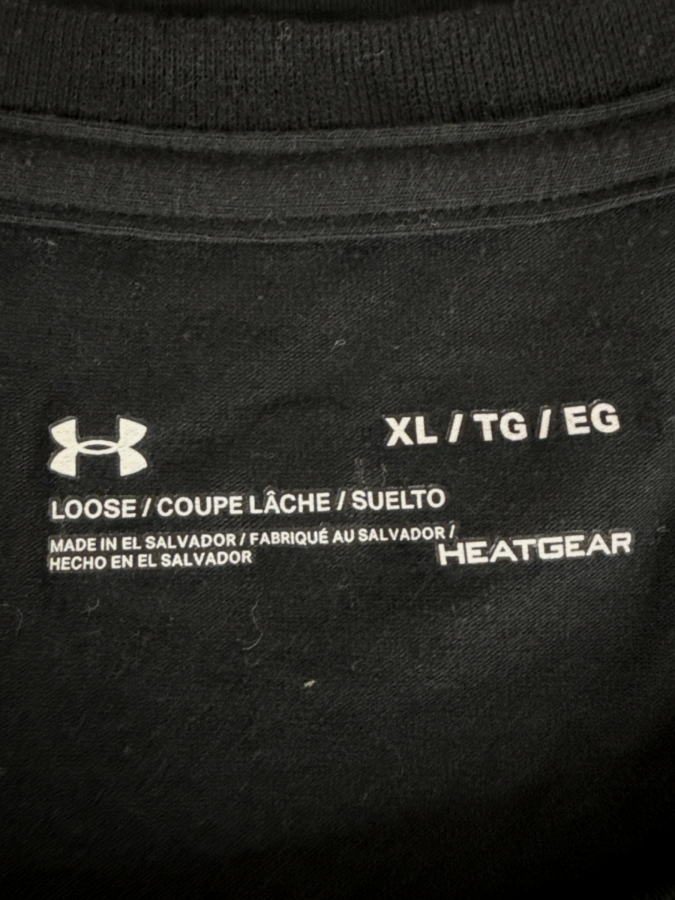 XL / TG / EG
LOOSE / COUPE LÂCHE / SUELTO
MADE IN EL SALVADOR / FABRIQUÉ AU SALVADOR /
HECHO EN EL SALVADOR
HEATGEAR